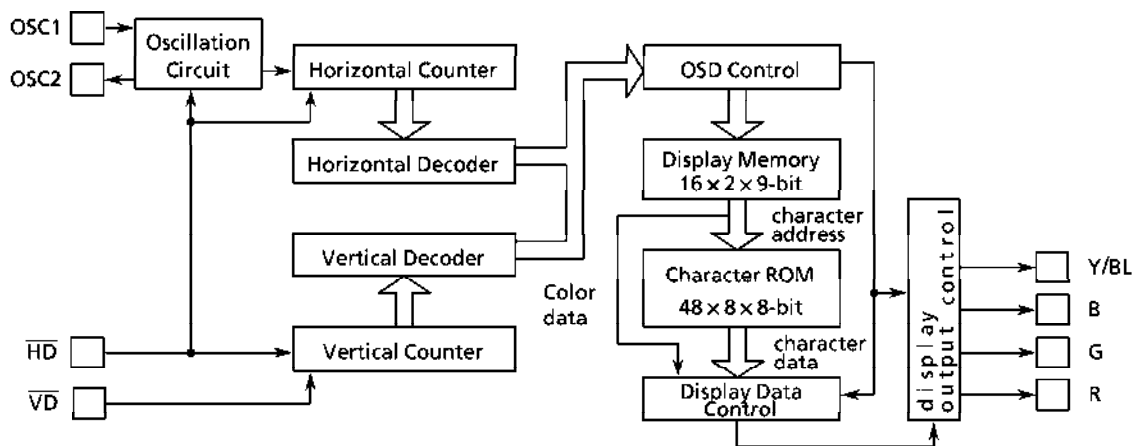 OSC1
OSC2
Oscillation
Circuit
Horizontal Counter
Horizontal Decoder
Vertical Decoder
Vertical Counter
HD
VD
OSD Control
Display Memory
16 × 2 × 9-bit
character
address
Character ROM
48 × 8 × 8-bit
Color
data
character
data
Display Data
Control
display
output control
Y/BL
B
G
R